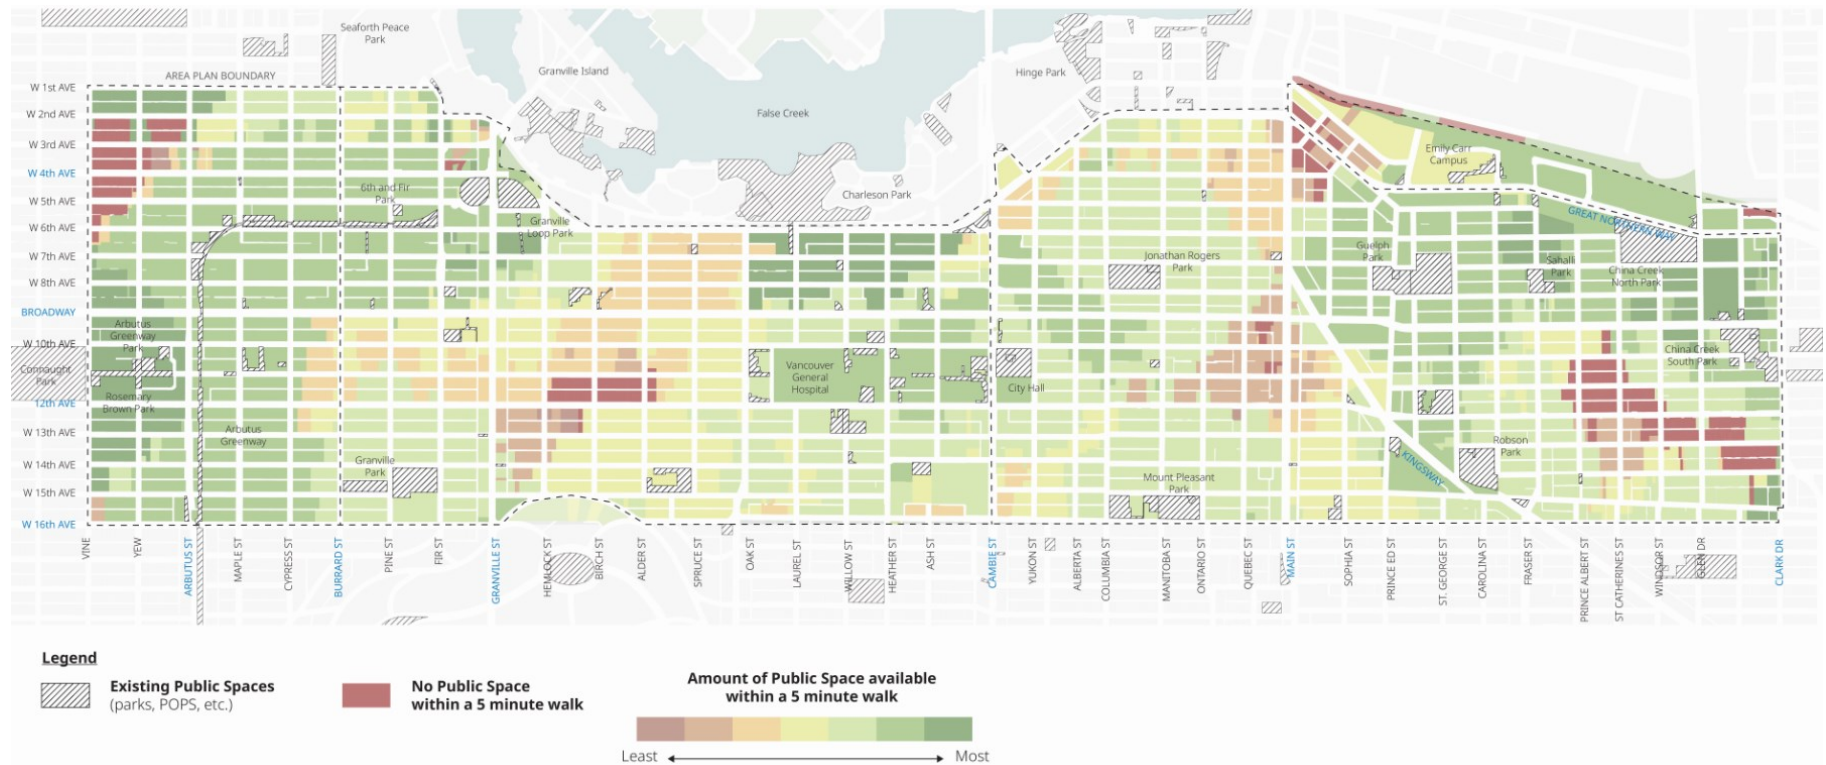 Seaforth Peace
Park
AREA PLAN BOUNDARY
Granville Island
Hinge Park
False Creek
W 1st AVE
W 2nd AVE
W 3rd AVE
W 4th AVE
W 5th AVE
W 6th AVE
W 7th AVE
W 8th AVE
BROADWAY
W 10th AVE
12th AVE
W 13th AVE
W 14th AVE
W 15th AVE
W 16th AVE
Emily Carr
Campus
6th and Fir
Park
Charleson Park
Granville
Loop Park
GREAT NORTHERN WAY
Guelph
Park
Jonathan Rogers
Park
Sahalli
Park
China Creek
North Park
Arbutus
Greenway
Park
Connaught
Park
Vancouver
General
Hospital
China Creek
South Park
City Hall
Rosemary
Brown Park
Arbutus
Greenway
Robson
Park
Granville
Park
KINGSWAY
Mount Pleasant
Park
VINE
YEW
ARBUTUS ST
MAPLE ST
CYPRESS ST
BURRARD ST
PINE ST
FIR ST
GRANVILLE ST
HEMLOCK ST
BIRCH ST
ALDER ST
SPRUCE ST
OAK ST
LAUREL ST
WILLOW ST
HEATHER ST
ASH ST
CAMBIE ST
YUKON ST
ALBERTA ST
COLUMBIA ST
MANITOBA ST
ONTARIO ST
QUEBEC ST
MAIN ST
SOPHIA ST
PRINCE ED ST
ST. GEORGE ST
CAROLINA ST
FRASER ST
PRINCE ALBERT ST
ST CATHERINES ST
WINDSOR ST
GLEN DR
CLARK DR
Legend
Existing Public Spaces
(parks, POPS, etc.)
No Public Space
within a 5 minute walk
Amount of Public Space available
within a 5 minute walk
Least
Most